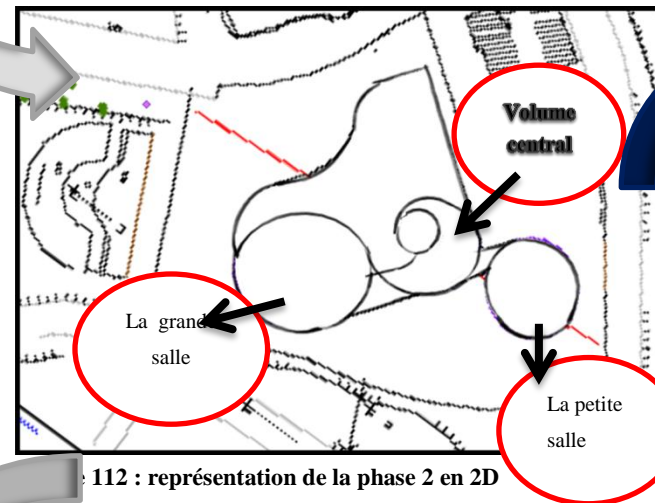 Volume
central
La grand
salle
La petite
salle
112 : représentation de la phase 2 en 2D